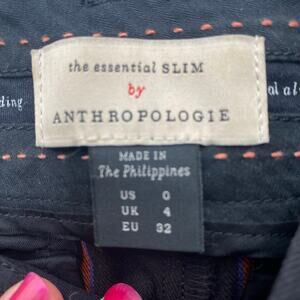 the essential SLIM
by
ANTHROPOLOGIE
MADE IN
The Philippines
US 0
UK 4
EU 32